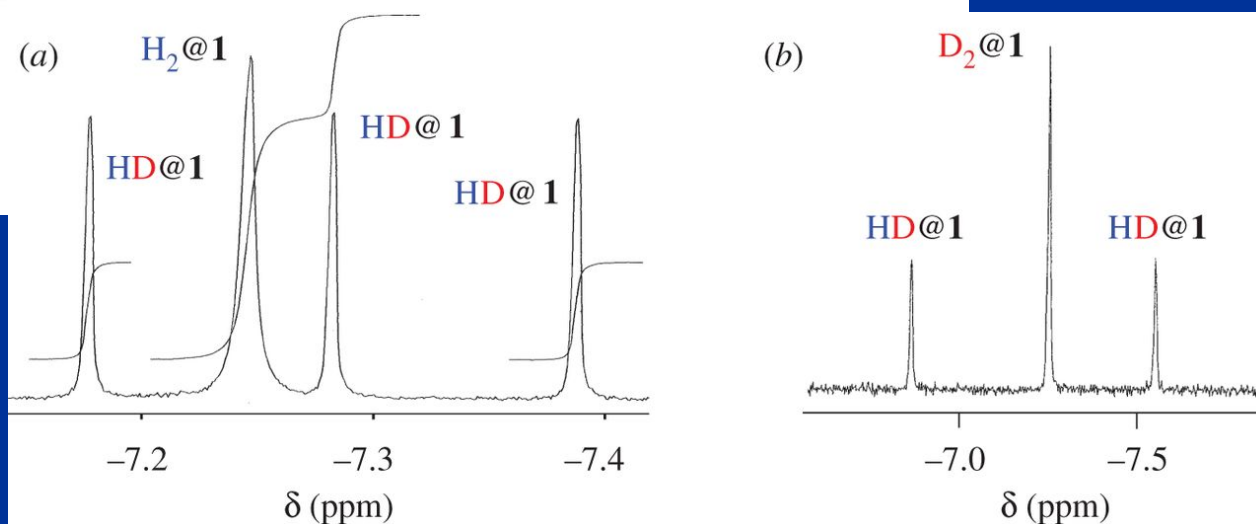 (a)
H₂@1
HD@1
HD@1
HD@1
–7.2
–7.3
–7.4
δ (ppm)
(b)
D₂@1
HD@1
HD@1
–7.0
–7.5
δ (ppm)